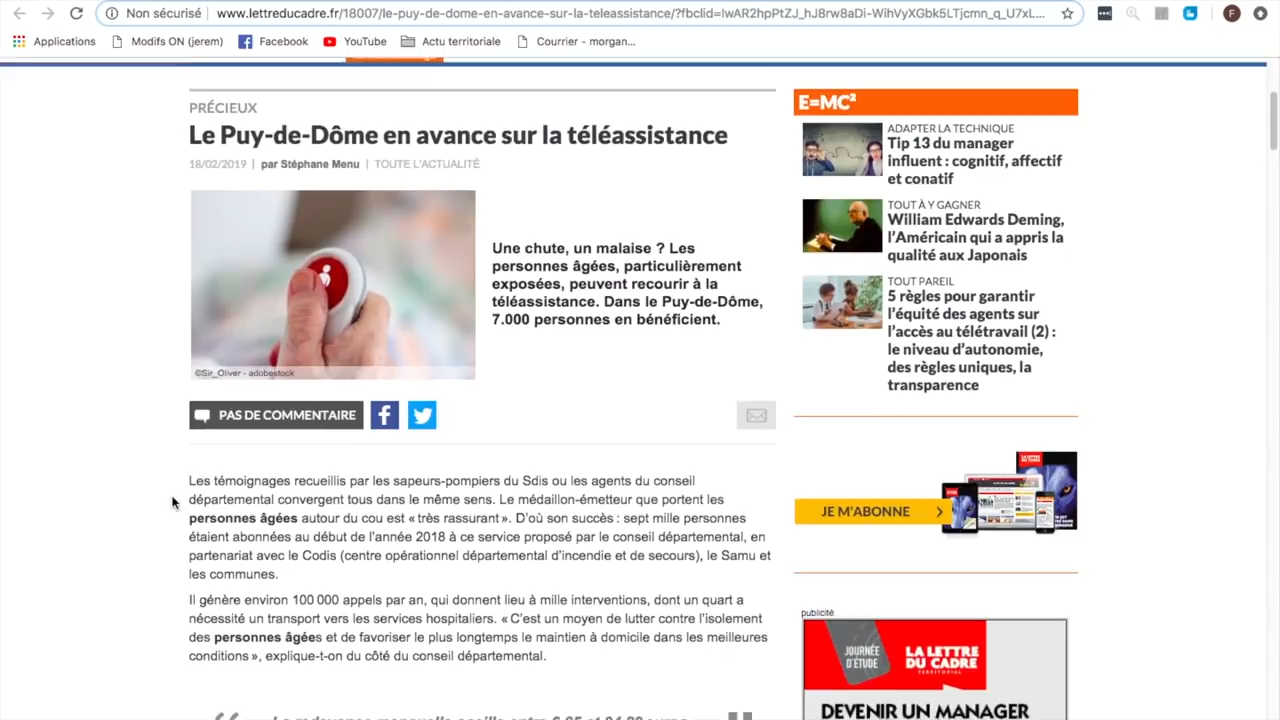 Non sécurisé | www.lettreducadre.fr/18007/le-puy-de-dome-en-avance-sur-la-teleassistance/?fbclid=IwAR2hpPtZJ_hJ8rw8aDi-WihVyXGbk5LTjcmn_q_U7xL...
F
Applications Modifs ON (jerem) Facebook YouTube Actu territoriale Courrier - morgan...
PRÉCIEUX
Le Puy-de-Dôme en avance sur la téléassistance
18/02/2019 | par Stéphane Menu | TOUTE L'ACTUALITÉ
©Sir_Oliver - adobestock
Une chute, un malaise ? Les
personnes âgées, particulièrement
exposées, peuvent recourir à la
téléassistance. Dans le Puy-de-Dôme,
7.000 personnes en bénéficient.
PAS DE COMMENTAIRE
Les témoignages recueillis par les sapeurs-pompiers du Sdis ou les agents du conseil
départemental convergent tous dans le même sens. Le médaillon-émetteur que portent les
personnes âgées autour du cou est « très rassurant ». D'où son succès : sept mille personnes
étaient abonnées au début de l'année 2018 à ce service proposé par le conseil départemental, en
partenariat avec le Codis (centre opérationnel départemental d'incendie et de secours), le Samu et
les communes.
Il génère environ 100 000 appels par an, qui donnent lieu à mille interventions, dont un quart a
nécessité un transport vers les services hospitaliers. « C'est un moyen de lutter contre l'isolement
des personnes âgées et de favoriser le plus longtemps le maintien à domicile dans les meilleures
conditions », explique-t-on du côté du conseil départemental.
E=MC²
ADAPTER LA TECHNIQUE
Tip 13 du manager
influent : cognitif, affectif
et conatif
TOUT À Y GAGNER
William Edwards Deming,
l'Américain qui a appris la
qualité aux Japonais
TOUT PAREIL
5 règles pour garantir
l'équité des agents sur
l'accès au télétravail (2) :
le niveau d'autonomie,
des règles uniques, la
transparence
JE M'ABONNE
publicité
JOURNÉE
D'ÉTUDE
LA LETTRE
DU CADRE
TERRITORIAL
DEVENIR UN MANAGER